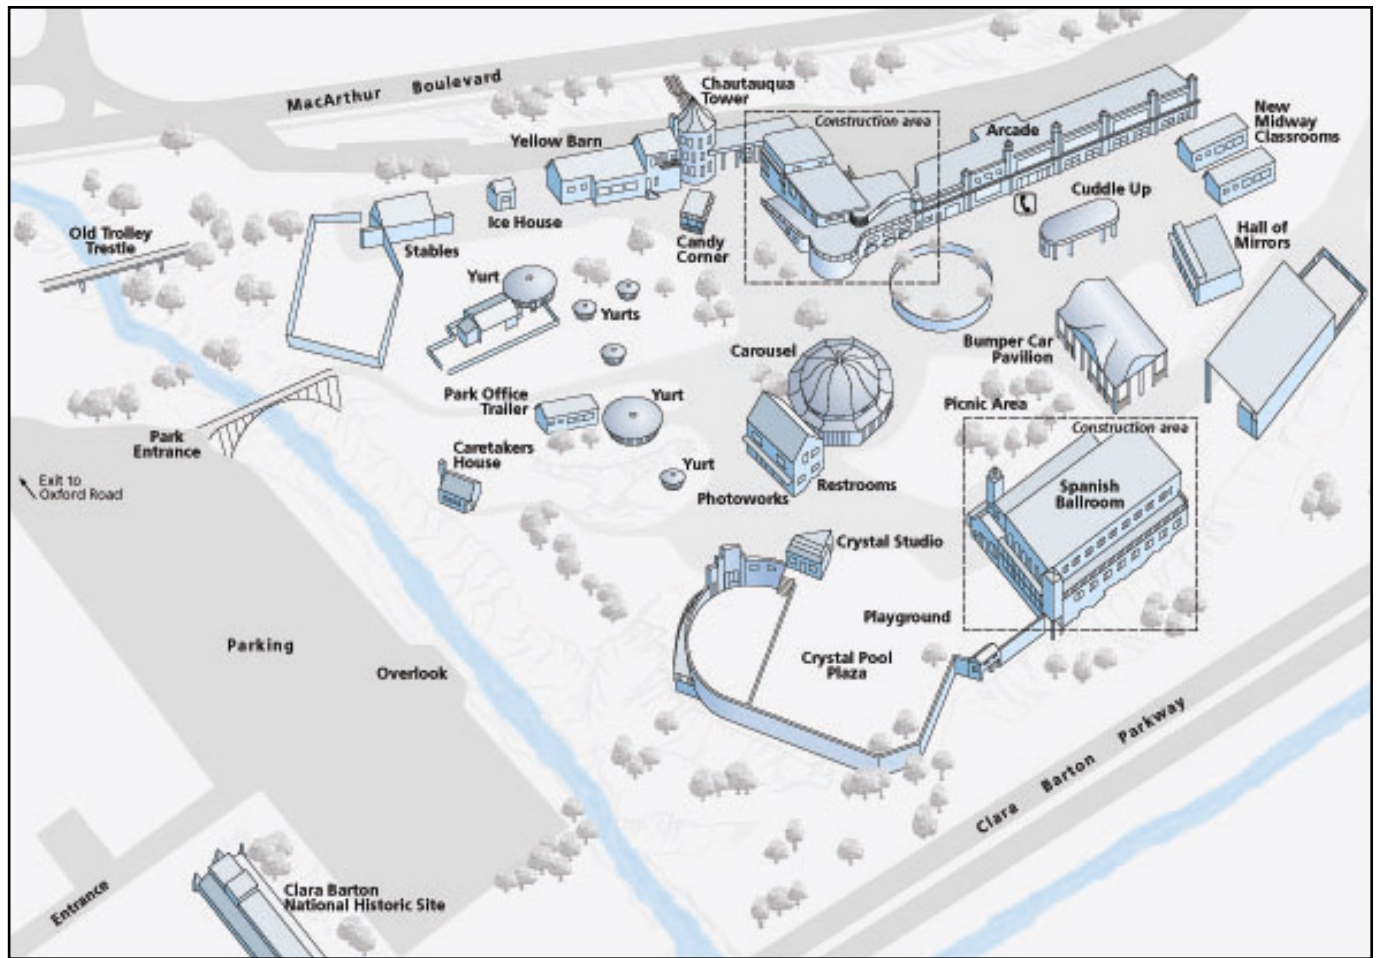 MacArthur Boulevard
Chautauqua
Tower
Construction area
Arcade
New
Midway
Classrooms
Yellow Barn
Cuddle Up
Ice House
Candy
Corner
Hall of
Mirrors
Old Trolley
Trestle
Stables
Yurt
Yurts
Carousel
Bumper Car
Pavilion
Park Office
Trailer
Yurt
Picnic Area
Construction area
Park
Entrance
Caretakers
House
Yurt
Photoworks
Restrooms
Spanish
Ballroom
Exit to
Oxford Road
Crystal Studio
Playground
Parking
Overlook
Crystal Pool
Plaza
Clara Barton Parkway
Entrance
Clara Barton
National Historic Site